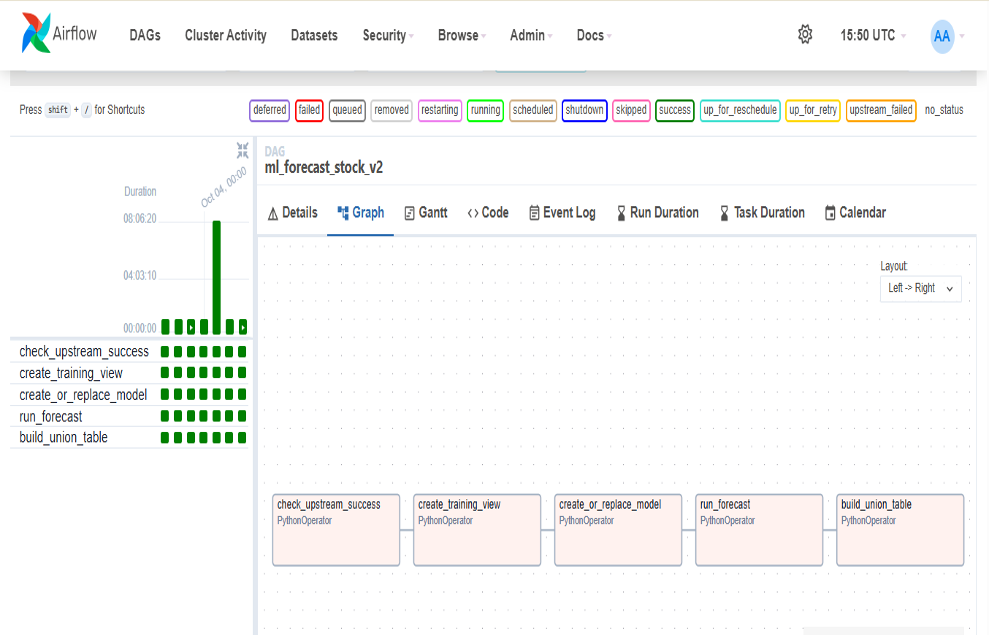 Airflow DAGs Cluster Activity Datasets Security Browse Admin Docs 15:50 UTC AA
Press shift + / for Shortcuts deferred failed queued removed restarting running scheduled shutdown skipped success up_for_reschedule up_for_retry upstream_failed no_status
DAG
ml_forecast_stock_v2
Oct 04, 00:00
Duration
08:06:20
04:03:10
00:00:00
check_upstream_success
create_training_view
create_or_replace_model
run_forecast
build_union_table
Details Graph Gantt <> Code Event Log Run Duration Task Duration Calendar
Layout:
Left -> Right
check_upstream_success
PythonOperator
create_training_view
PythonOperator
create_or_replace_model
PythonOperator
run_forecast
PythonOperator
build_union_table
PythonOperator